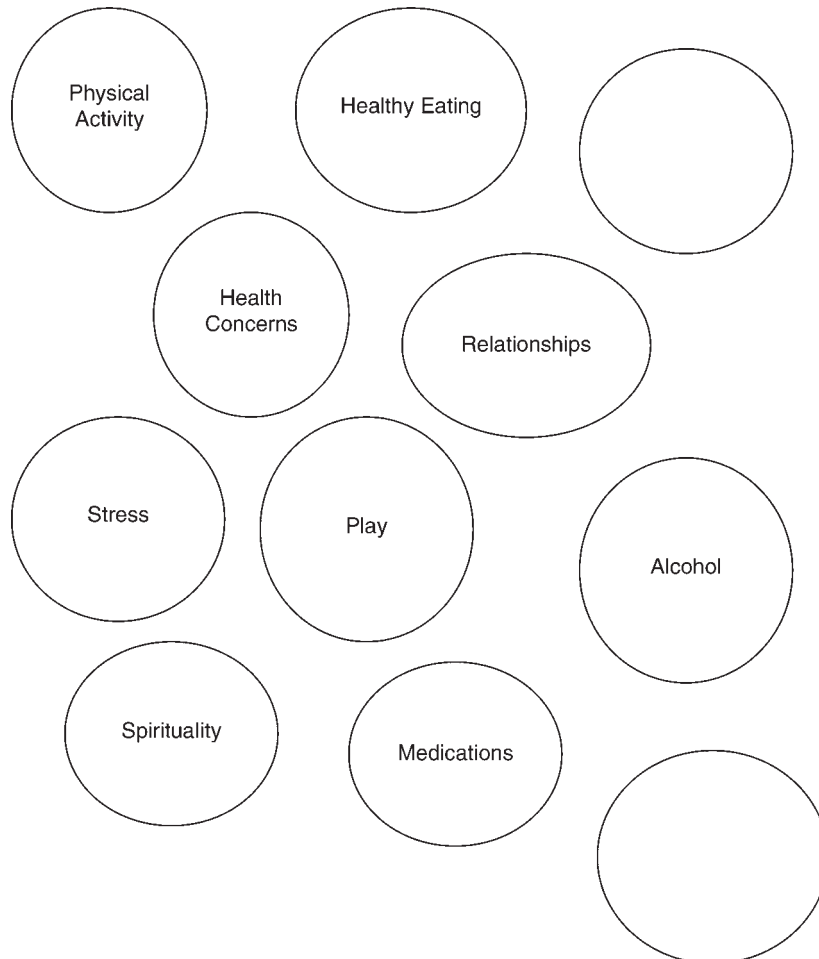 Physical
Activity
Healthy Eating
Health
Concerns
Relationships
Stress
Play
Alcohol
Spirituality
Medications